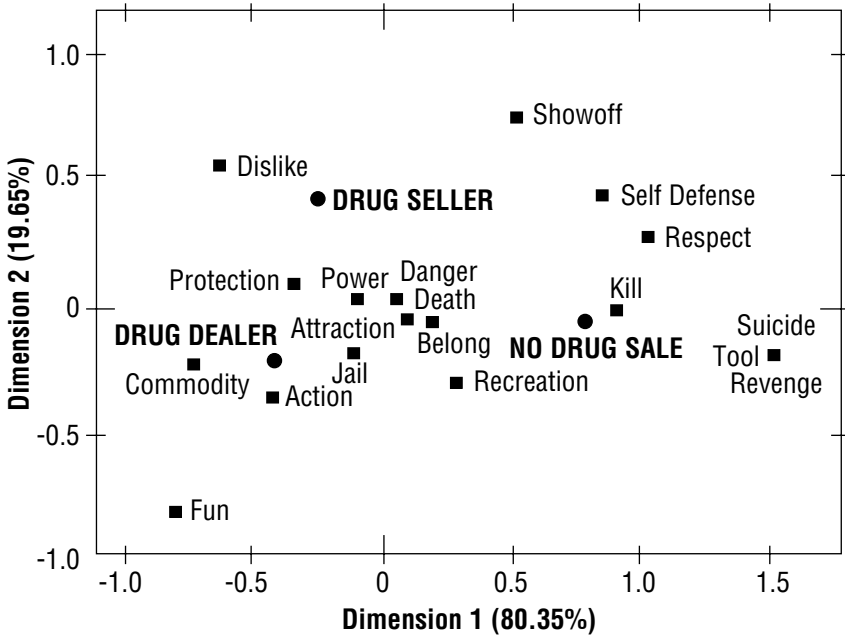 1.0
Showoff
Dislike
0.5
DRUG SELLER
Self Defense
Respect
Protection
Power
Danger
Kill
0
Death
DRUG DEALER
Attraction
Suicide
Belong
NO DRUG SALE
Tool
Commodity
Jail
Recreation
Revenge
Action
-0.5
Fun
-1.0
-1.0 -0.5 0 0.5 1.0 1.5
Dimension 1 (80.35%)
Dimension 2 (19.65%)